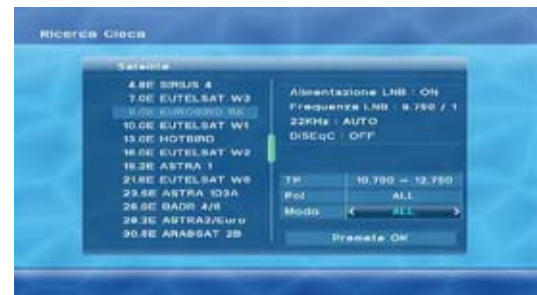 Ricerca Cieca
Satellite
4.8E SIRIUS 4
7.0E EUTELSAT W3
9.0E EUROBIRD 9A
10.0E EUTELSAT W1
13.0E HOTBIRD
16.0E EUTELSAT W2
19.2E ASTRA 1
21.6E EUTELSAT W6
23.5E ASTRA 1D3A
26.0E BADR 4/6
28.2E ASTRA2/Euro
30.5E ARABSAT 2B
Alimentazione LNB : ON
Frequenza LNB : 9.750 / 1
22KHz : AUTO
DiSEqC : OFF
TP 10.700 ~ 12.750
Pol ALL
Modo ALL
Premete OK